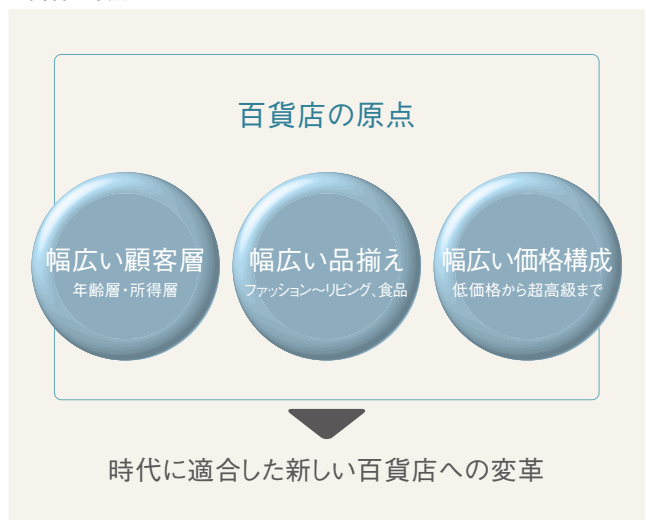 百貨店の原点
幅広い顧客層
年齢層・所得層
幅広い品揃え
ファッション～リビング、食品
幅広い価格構成
低価格から超高級まで
時代に適合した新しい百貨店への変革